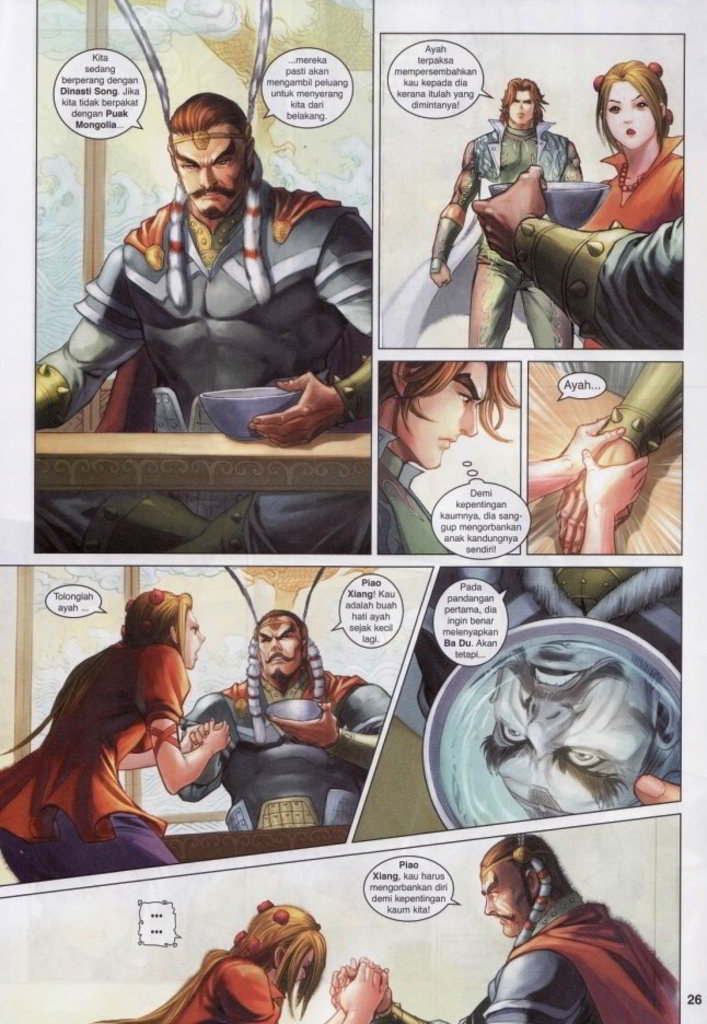 Kita
sedang
berperang dengan
Dinasti Song. Jika
kita tidak berpakat
dengan Puak
Mongolia...
...mereka
pasti akan
mengambil peluang
untuk menyerang
kita dari
belakang.
Ayah
terpaksa
mempersembahkan
kau kepada dia
kerana itulah yang
dimintanya!
Demi
kepentingan
kaumnya, dia sang-
gup mengorbankan
anak kandungnya
sendiri!
Ayah...
Tolonglah
ayah ...
Piao
Xiang! Kau
adalah buah
hati ayah
sejak kecil
lagi.
Pada
pandangan
pertama, dia
ingin benar
melenyapkan
Ba Du. Akan
tetapi...
Piao
Xiang, kau harus
mengorbankan diri
demi kepentingan
kaum kita!
...
...
26